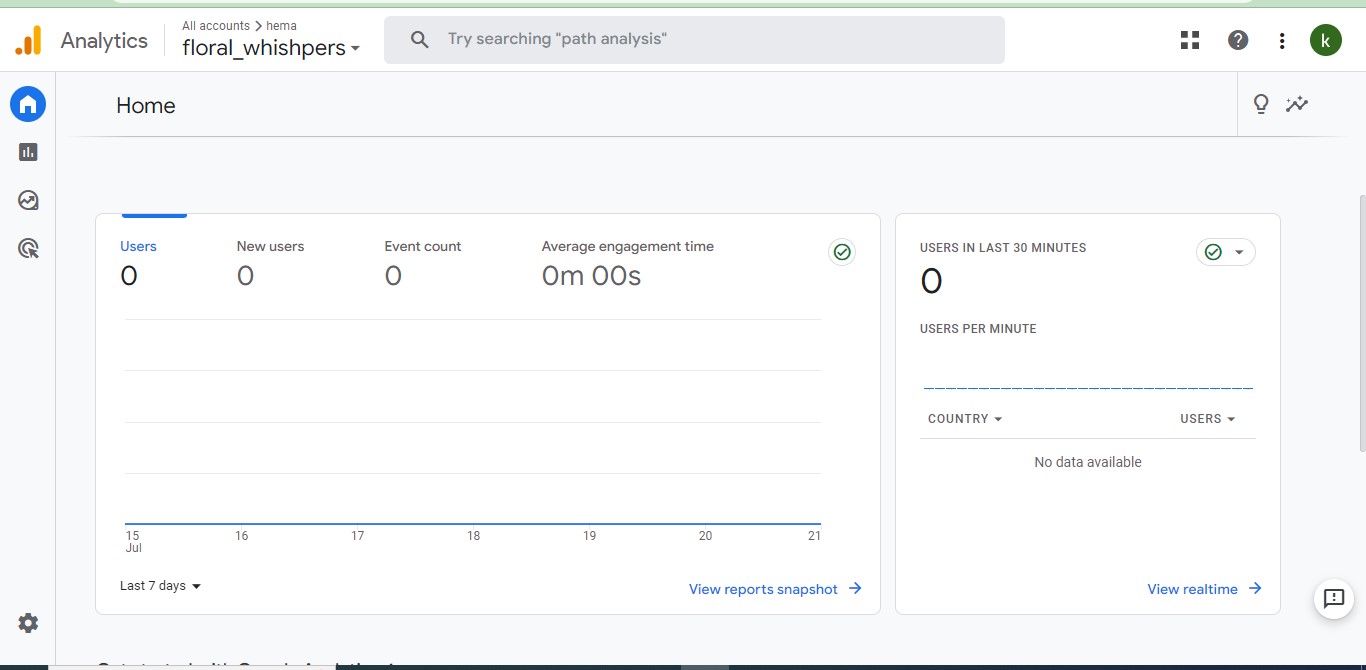 Analytics
All accounts > hema
floral_whishpers
Try searching "path analysis"
k
Home
Users
0
New users
0
Event count
0
Average engagement time
0m 00s
15 16 17 18 19 20 21
Jul
Last 7 days
View reports snapshot
USERS IN LAST 30 MINUTES
0
USERS PER MINUTE
COUNTRY USERS
No data available
View realtime